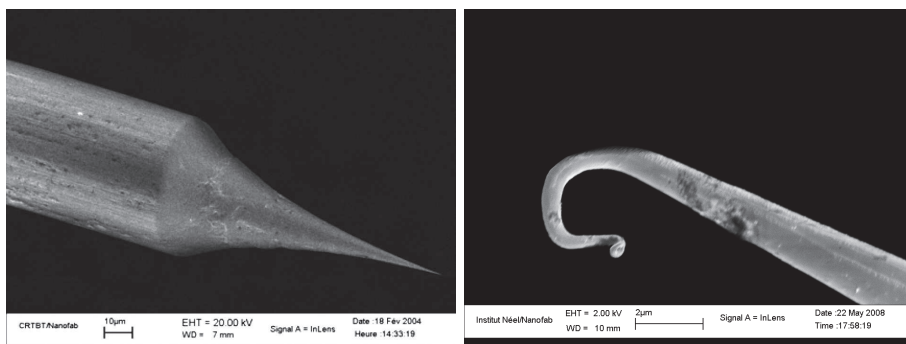 CRTBT/Nanofab
10µm
EHT = 20.00 kV
WD = 7 mm
Signal A = InLens
Date :18 Fév 2004
Heure :14:33:19
Institut Néel/Nanofab
EHT = 2.00 kV
WD = 10 mm
2µm
Signal A = InLens
Date :22 May 2008
Time :17:58:19